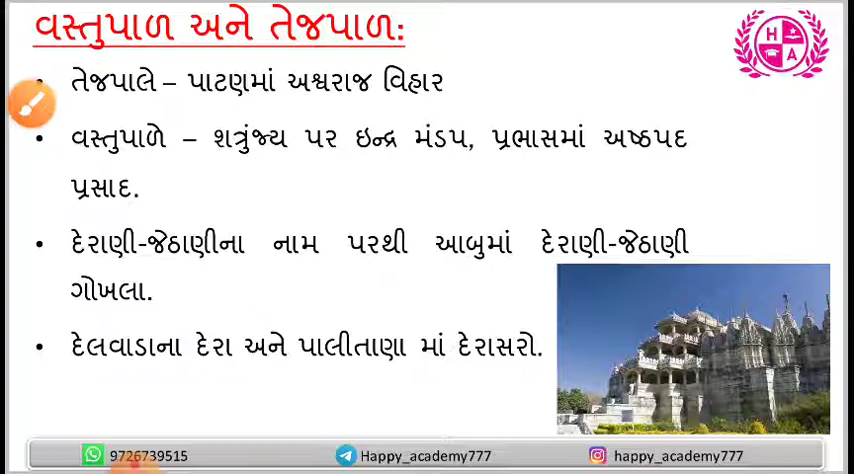 વસ્તુપાળ અને તેજપાળ:
H A
• તેજપાલે – પાટણમાં અશ્વરાજ વિહાર
• વસ્તુપાળે – શત્રુંજ્ય પર ઇન્દ્ર મંડપ, પ્રભાસમાં અષ્ઠપદ
પ્રસાદ.
• દેરાણી-જેઠાણીના નામ પરથી આબુમાં દેરાણી-જેઠાણી
ગોખલા.
• દેલવાડાના દેરા અને પાલીતાણા માં દેરાસરો.
9726739515 Happy_academy777 happy_academy777